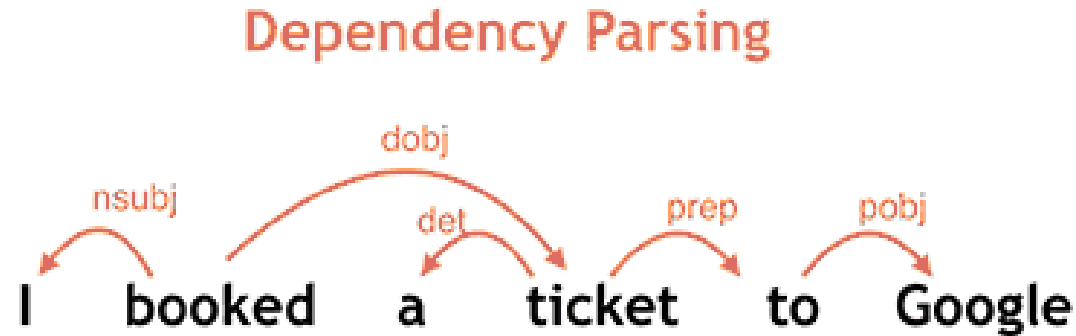 Dependency Parsing
dobj
nsubj
det
prep
pobj
I booked a ticket to Google